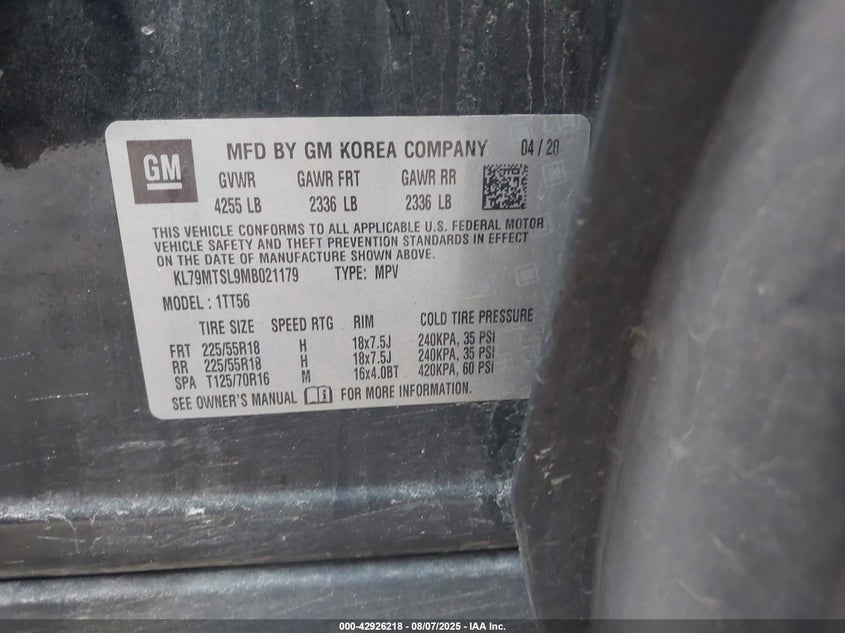 GM
MFD BY GM KOREA COMPANY 04 / 20
GVWR GAWR FRT GAWR RR
4255 LB 2336 LB 2336 LB
THIS VEHICLE CONFORMS TO ALL APPLICABLE U.S. FEDERAL MOTOR
VEHICLE SAFETY AND THEFT PREVENTION STANDARDS IN EFFECT
ON THE DATE OF MANUFACTURE SHOWN ABOVE.
KL79MTSL9MB021179 TYPE: MPV
MODEL : 1TT56
TIRE SIZE SPEED RTG RIM COLD TIRE PRESSURE
FRT 225/55R18 H 18x7.5J 240KPA, 35 PSI
RR 225/55R18 H 18x7.5J 240KPA, 35 PSI
SPA T125/70R16 M 16x4.0BT 420KPA, 60 PSI
SEE OWNER'S MANUAL FOR MORE INFORMATION.
000-42926218 - 08/07/2025 - IAA Inc.